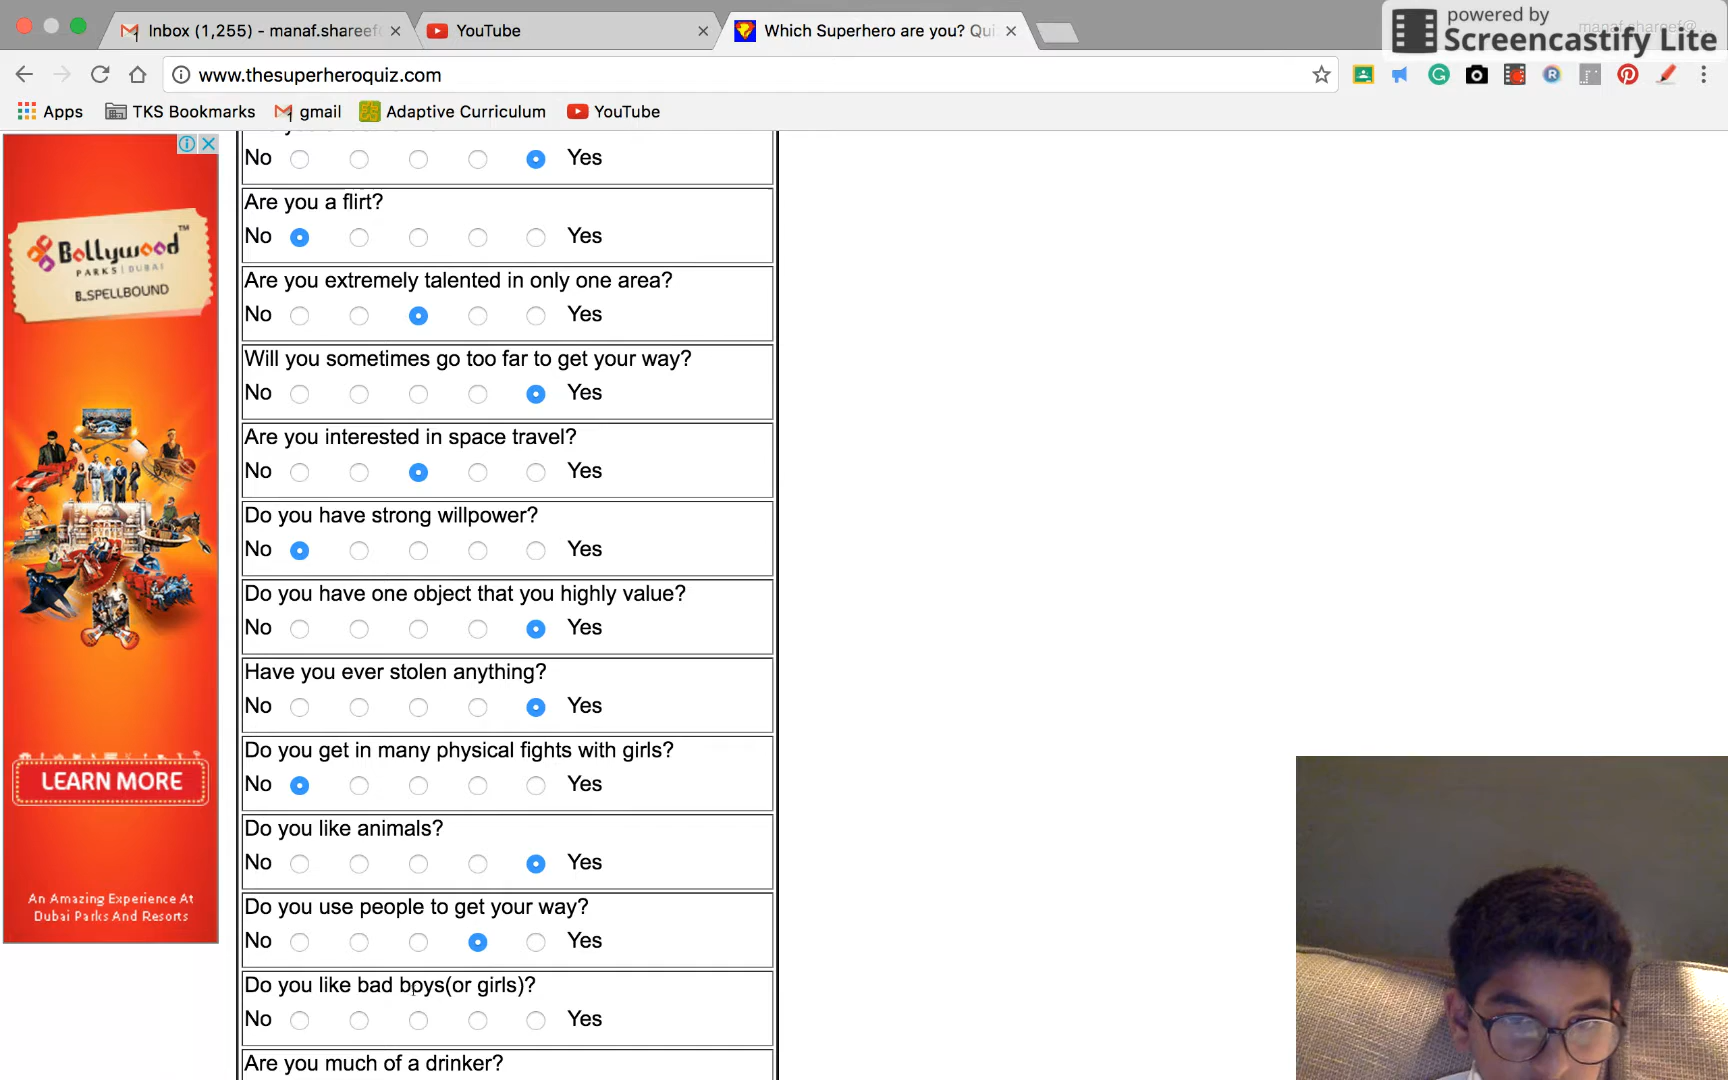 Inbox (1,255) - manaf.shareef
YouTube
Which Superhero are you? Qui
powered by
Screencastify Lite
manaf.shareef@...
www.thesuperheroquiz.com
Apps
TKS Bookmarks
gmail
Adaptive Curriculum
YouTube
No Yes
Are you a flirt?
No Yes
Are you extremely talented in only one area?
No Yes
Will you sometimes go too far to get your way?
No Yes
Are you interested in space travel?
No Yes
Do you have strong willpower?
No Yes
Do you have one object that you highly value?
No Yes
Have you ever stolen anything?
No Yes
Do you get in many physical fights with girls?
No Yes
Do you like animals?
No Yes
Do you use people to get your way?
No Yes
Do you like bad boys(or girls)?
No Yes
Are you much of a drinker?
Bollywood™
PARKS | DUBAI
B_SPELLBOUND
LEARN MORE
An Amazing Experience At
Dubai Parks And Resorts